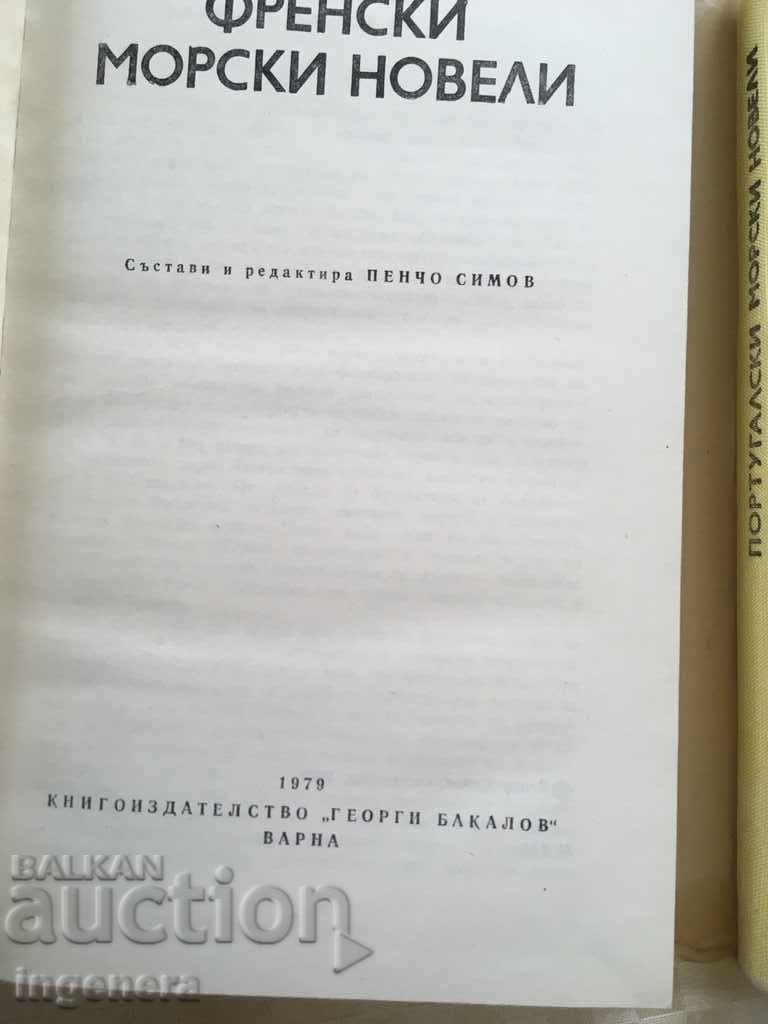 ФРЕНСКИ
МОРСКИ НОВЕЛИ
Състави и редактира ПЕНЧО СИМОВ
1979
КНИГОИЗДАТЕЛСТВО „ГЕОРГИ БАКАЛОВ“
ВАРНА
ПОРТУГАЛСКИ МОРСКИ НОВЕЛИ
BALKAN
auction
ingenera